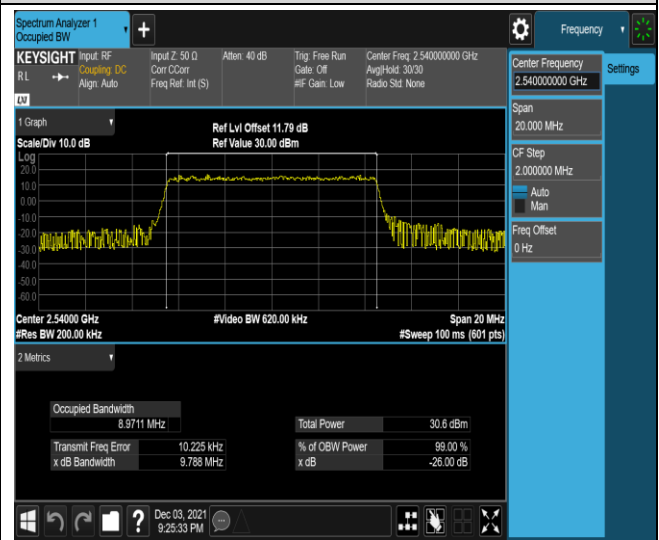 Spectrum Analyzer 1
Occupied BW
+
Frequency
KEYSIGHT
Input: RF
Coupling: DC
Align: Auto
R L
LXI
Input Z: 50 Ω
Corr CCorr
Freq Ref: Int (S)
Atten: 40 dB
Trig: Free Run
Gate: Off
#IF Gain: Low
Center Freq: 2.540000000 GHz
Avg|Hold: 30/30
Radio Std: None
Center Frequency
2.540000000 GHz
Settings
Span
20.000 MHz
CF Step
2.000000 MHz
Auto
Man
Freq Offset
0 Hz
1 Graph
Scale/Div 10.0 dB
Ref Lvl Offset 11.79 dB
Ref Value 30.00 dBm
Log
20.0
10.0
0.00
-10.0
-20.0
-30.0
-40.0
-50.0
-60.0
Center 2.54000 GHz
#Video BW 620.00 kHz
Span 20 MHz
#Res BW 200.00 kHz
#Sweep 100 ms (601 pts)
2 Metrics
Occupied Bandwidth
8.9711 MHz
Total Power 30.6 dBm
Transmit Freq Error 10.225 kHz
% of OBW Power 99.00 %
x dB Bandwidth 9.788 MHz
x dB -26.00 dB
?
Dec 03, 2021
9:25:33 PM